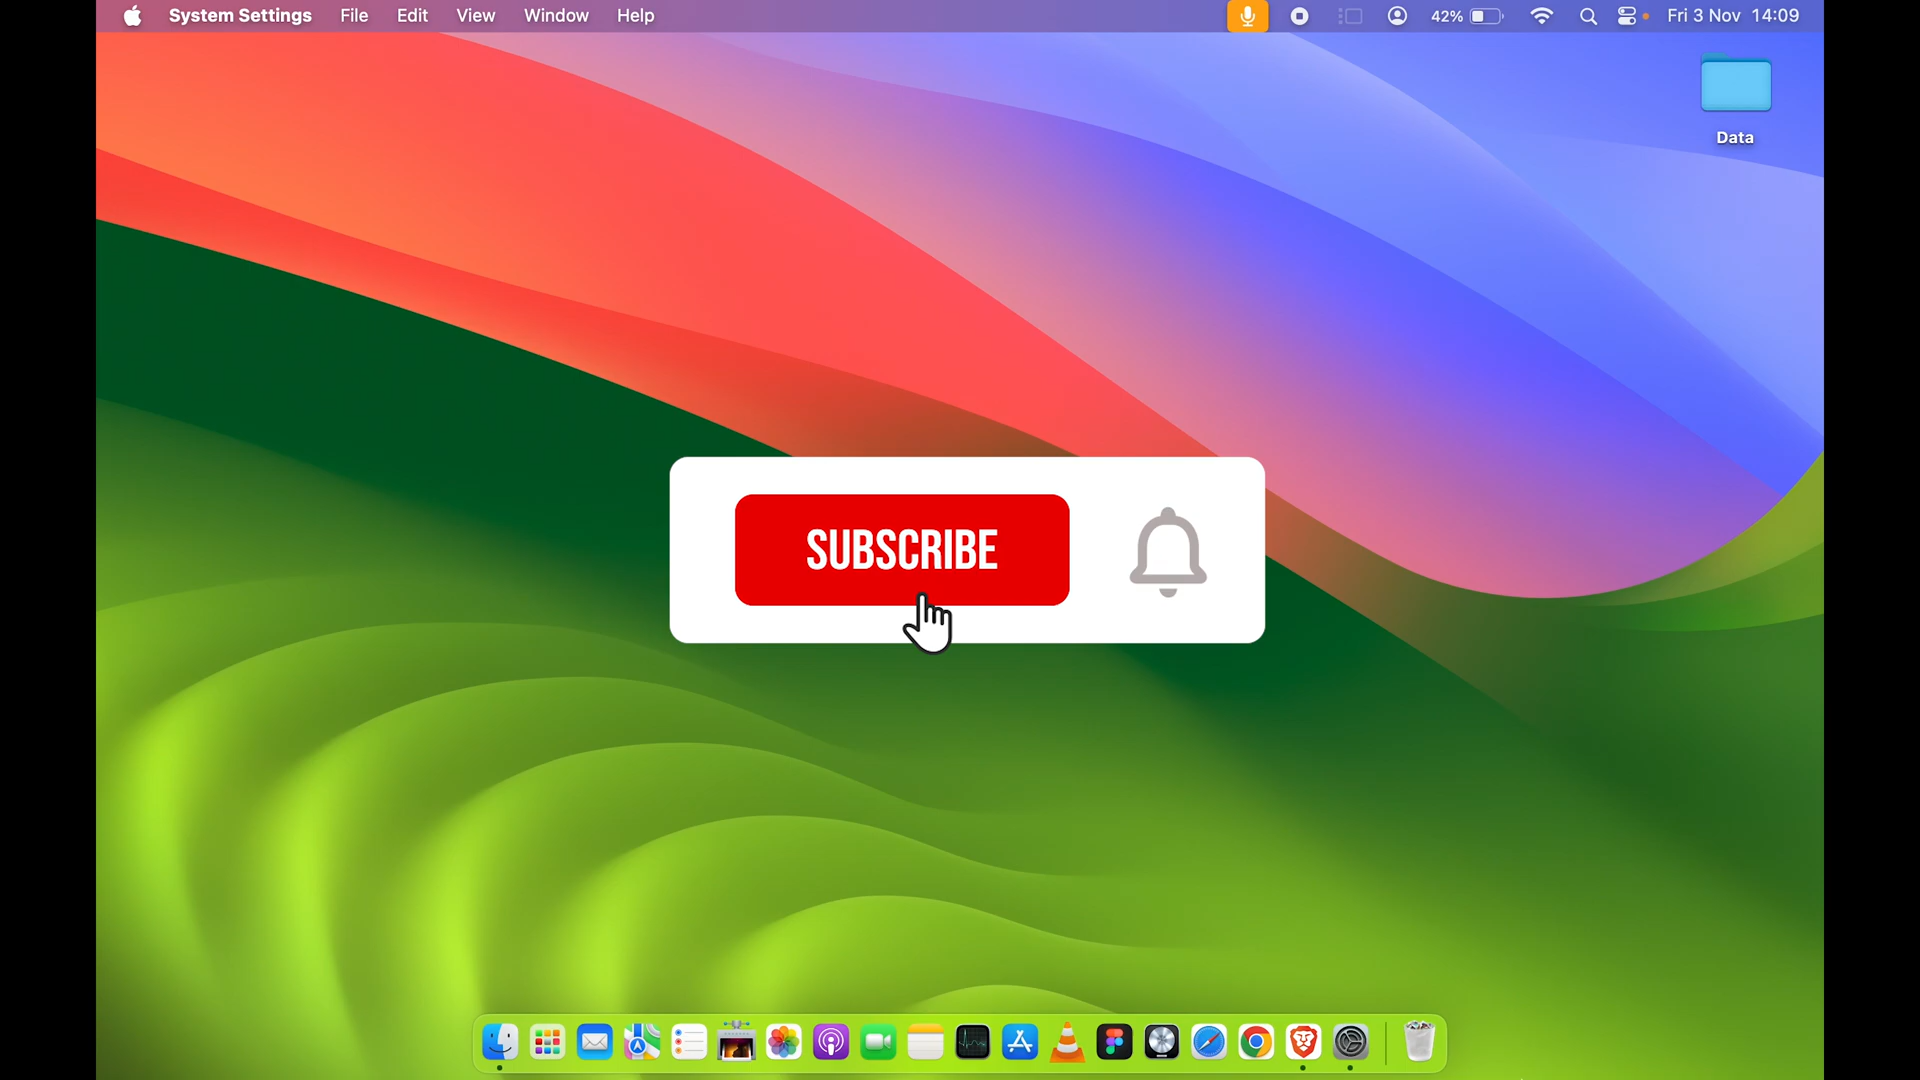 System Settings File Edit View Window Help 42% Fri 3 Nov 14:09
Data
SUBSCRIBE